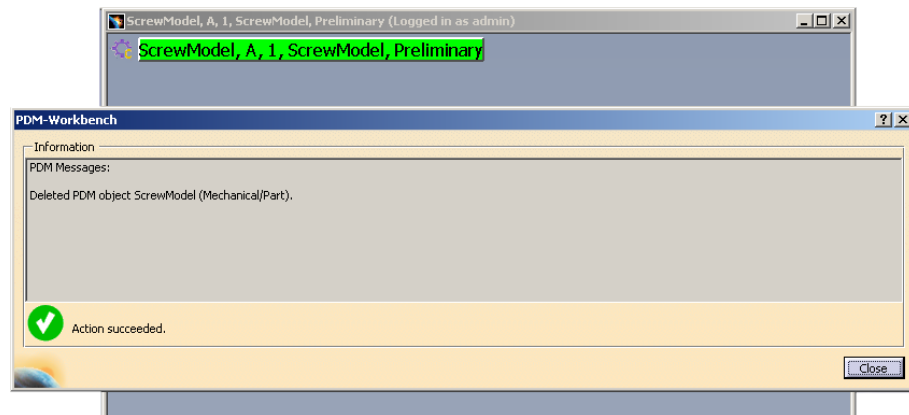 ScrewModel, A, 1, ScrewModel, Preliminary (Logged in as admin)
ScrewModel, A, 1, ScrewModel, Preliminary
PDM-Workbench
Information
PDM Messages:
Deleted PDM object ScrewModel (Mechanical/Part).
Action succeeded.
Close